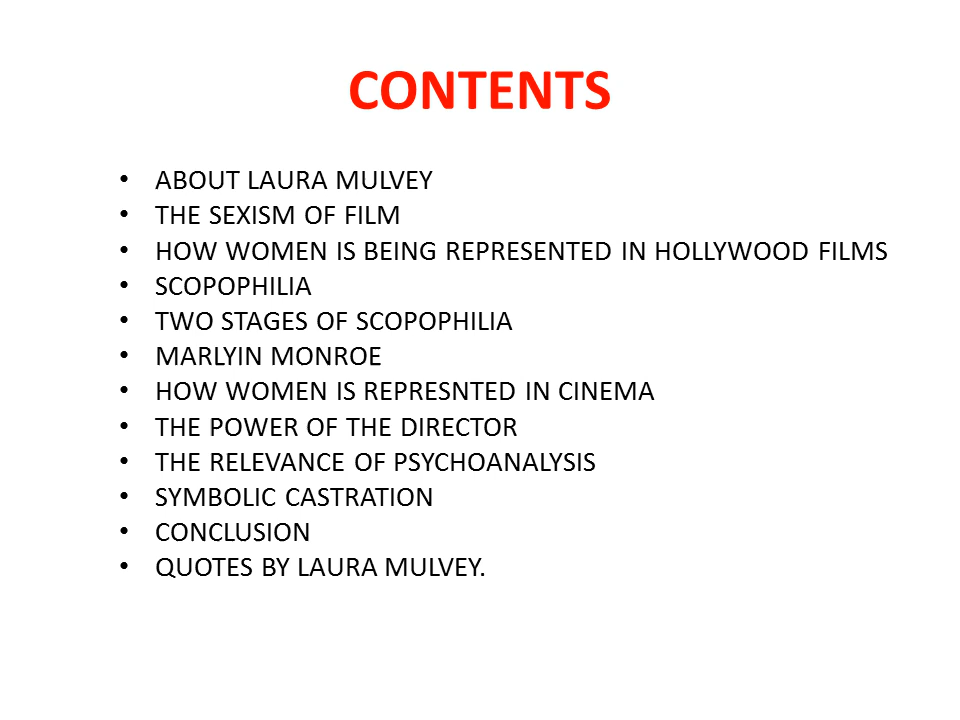 CONTENTS
• ABOUT LAURA MULVEY
• THE SEXISM OF FILM
• HOW WOMEN IS BEING REPRESENTED IN HOLLYWOOD FILMS
• SCOPOPHILIA
• TWO STAGES OF SCOPOPHILIA
• MARLYIN MONROE
• HOW WOMEN IS REPRESNTED IN CINEMA
• THE POWER OF THE DIRECTOR
• THE RELEVANCE OF PSYCHOANALYSIS
• SYMBOLIC CASTRATION
• CONCLUSION
• QUOTES BY LAURA MULVEY.